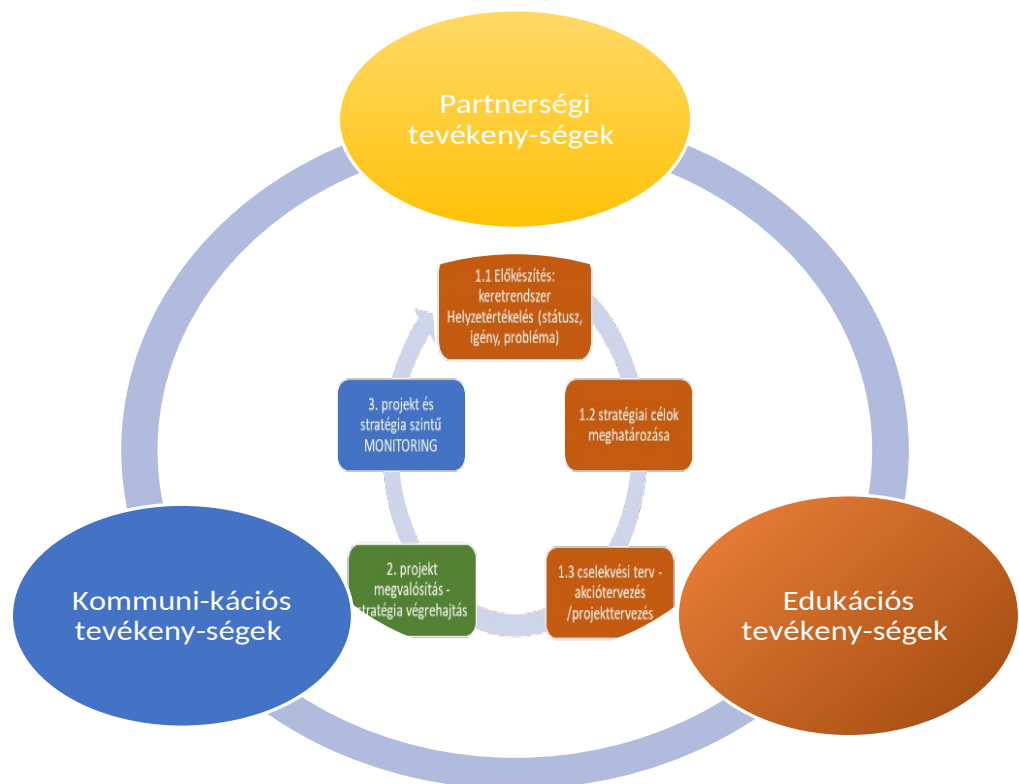 Partnerségi
tevékeny-ségek
1.1 Előkészítés:
keretrendszer
Helyzetértékelés (státusz,
igény, probléma)
3. projekt és
stratégia szintű
MONITORING
1.2 stratégiai célok
meghatározása
2. projekt
megvalósítás -
stratégia végrehajtás
1.3 cselekvési terv -
akciótervezés
/projekttervezés
Kommuni-kációs
tevékeny-ségek
Edukációs
tevékeny-ségek